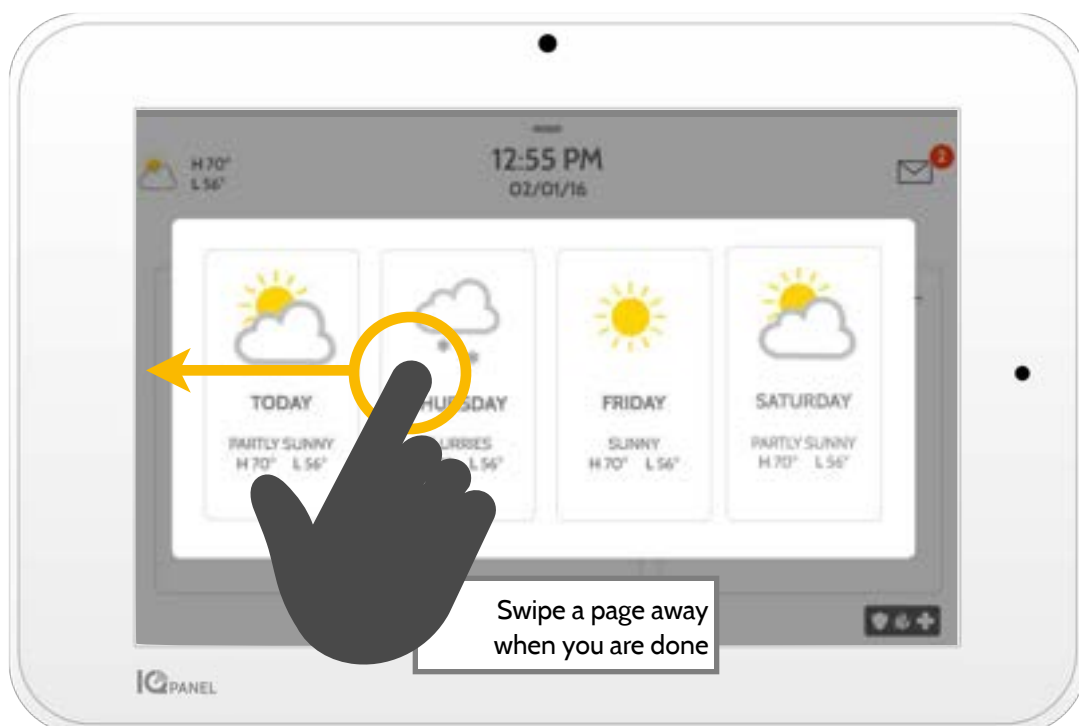 12:55 PM
02/01/16
H 70°
L 56°
2
TODAY
PARTLY SUNNY
H 70° L 56°
L 56°
FRIDAY
SUNNY
H 70° L 56°
SATURDAY
PARTLY SUNNY
H 70° L 56°
Swipe a page away
when you are done
IQ PANEL